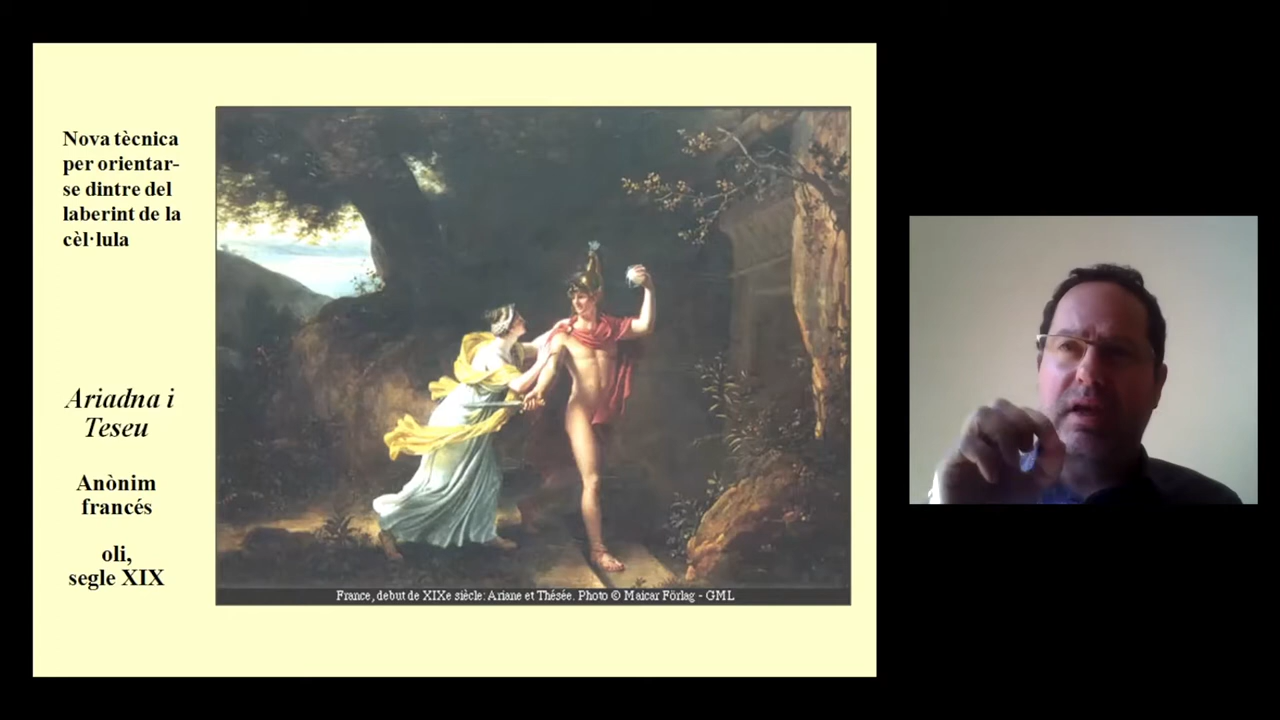 Nova tècnica
per orientar-
se dintre del
laberint de la
cèl·lula
Ariadna i
Teseu
Anònim
francés
oli,
segle XIX
France, debut de XIXe siècle: Ariane et Thésée. Photo © Maicar Förlag - GML